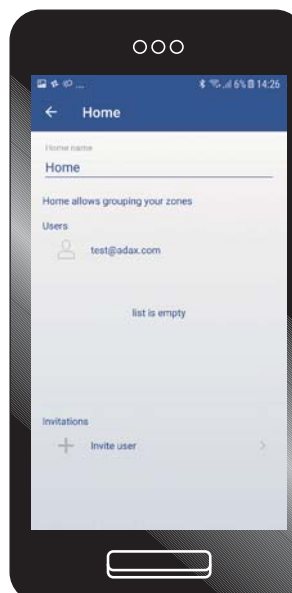 ... 6% 14:26
Home
Home name
Home
Home allows grouping your zones
Users
test@adax.com
list is empty
Invitations
Invite user